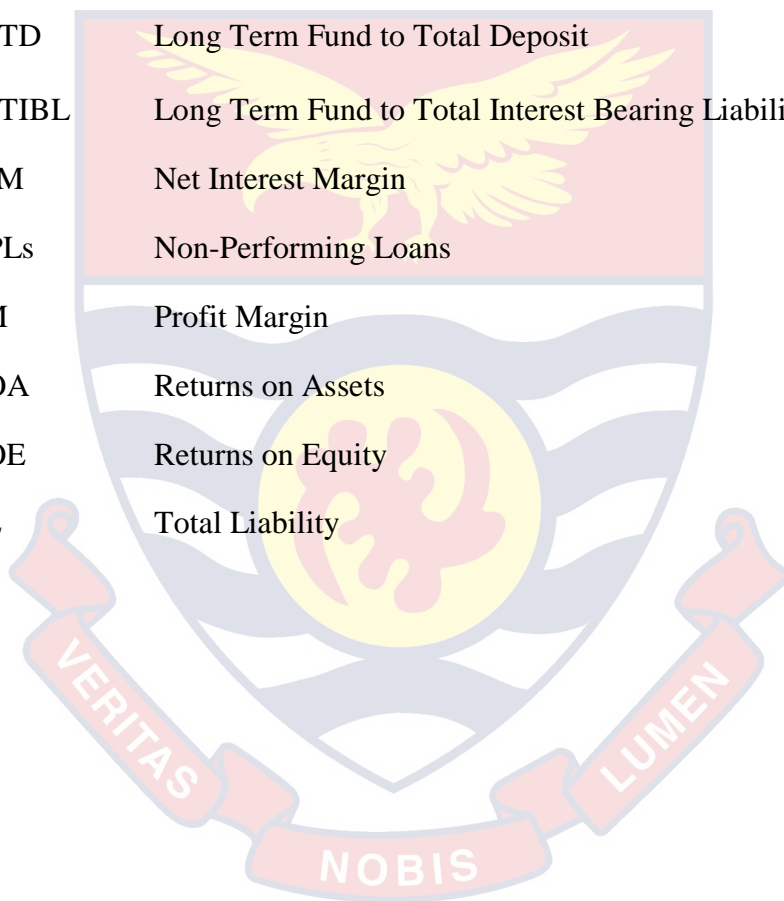 TD Long Term Fund to Total Deposit
TIBL Long Term Fund to Total Interest Bearing Liabili
M Net Interest Margin
PLs Non-Performing Loans
M Profit Margin
OA Returns on Assets
OE Returns on Equity
Total Liability
VERITAS
NOBIS
LUMEN